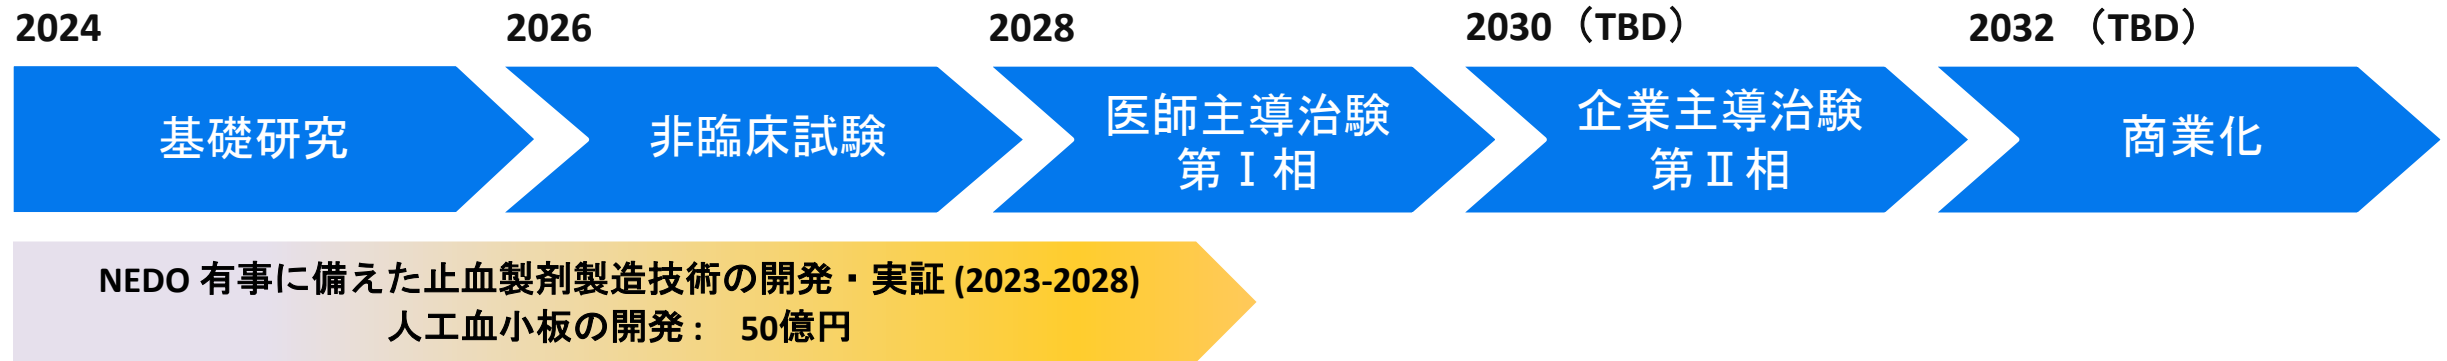 2024
2026
2028
2030（TBD）
2032 （TBD）
基礎研究
非臨床試験
医師主導治験
第Ⅰ相
企業主導治験
第Ⅱ相
商業化
NEDO 有事に備えた止血製剤製造技術の開発・実証 (2023-2028)
人工血小板の開発： 50億円